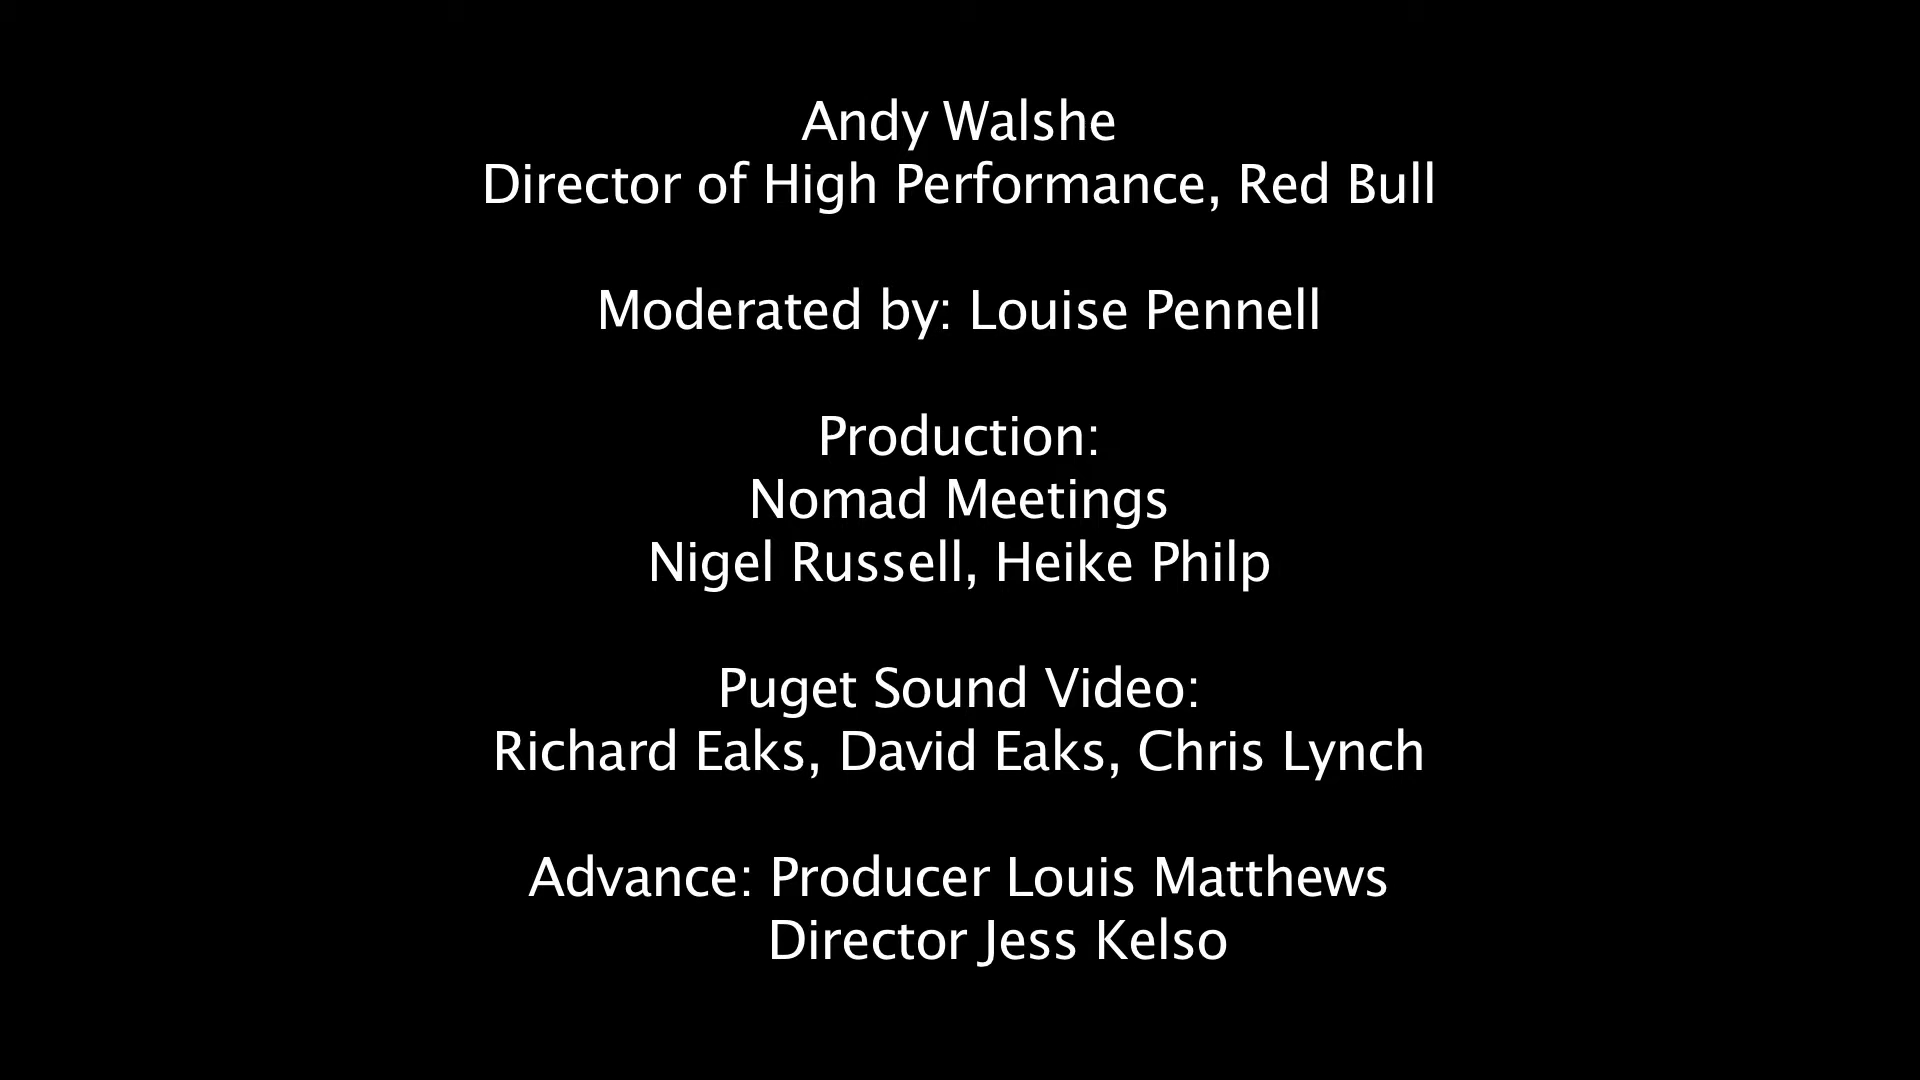 Andy Walshe
Director of High Performance, Red Bull
Moderated by: Louise Pennell
Production:
Nomad Meetings
Nigel Russell, Heike Philp
Puget Sound Video:
Richard Eaks, David Eaks, Chris Lynch
Advance: Producer Louis Matthews
Director Jess Kelso